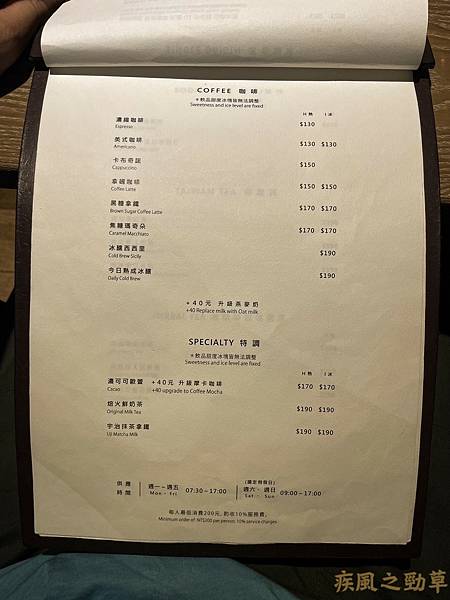 COFFEE 咖啡
＊飲品甜度冰塊皆無法調整
Sweetness and ice level are fixed
H 熱 I 冰
濃縮咖啡 $130
Espresso
美式咖啡 $130 $130
Americano
卡布奇諾 $150
Cappuccino
拿鐵咖啡 $150 $150
Coffee Latte
黑糖拿鐵 $170 $170
Brown Sugar Coffee Latte
焦糖瑪奇朵 $170 $170
Caramel Macchiato
冰釀西西里 $190
Cold Brew Sicily
今日熟成冰釀 $190
Daily Cold Brew
+40元 升級燕麥奶
+40 Replace milk with Oat milk
SPECIALTY 特調
＊飲品甜度冰塊皆無法調整
Sweetness and ice level are fixed
H 熱 I 冰
濃可可歐蕾 +40元 升級摩卡咖啡 $170 $170
Cacao +40 upgrade to Coffee Mocha
焙火鮮奶茶 $190 $190
Original Milk Tea
宇治抹茶拿鐵 $190 $190
Uji Matcha Milk
供應時間
週一~週五 07:30~17:00
Mon~ Fri.
(國定特假日)
週六~週日 09:00~17:00
Sat.~ Sun.
每人最低消費200元，酌收10%服務費。
Minimum order of NT$200 per person; 10% service charges
疾風之勁草